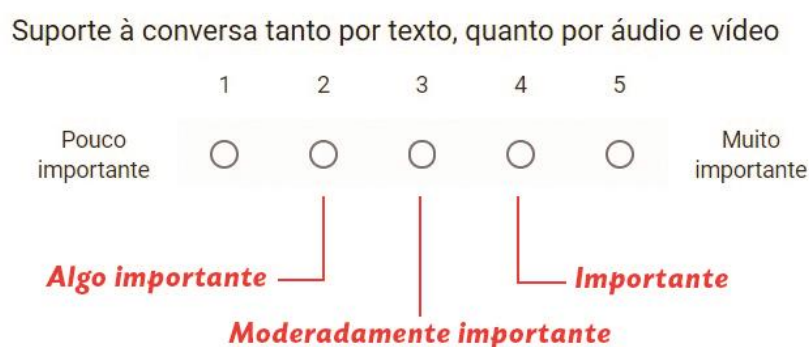 Suporte à conversa tanto por texto, quanto por áudio e vídeo
1 2 3 4 5
Pouco
importante
Muito
importante
Algo importante
Importante
Moderadamente importante